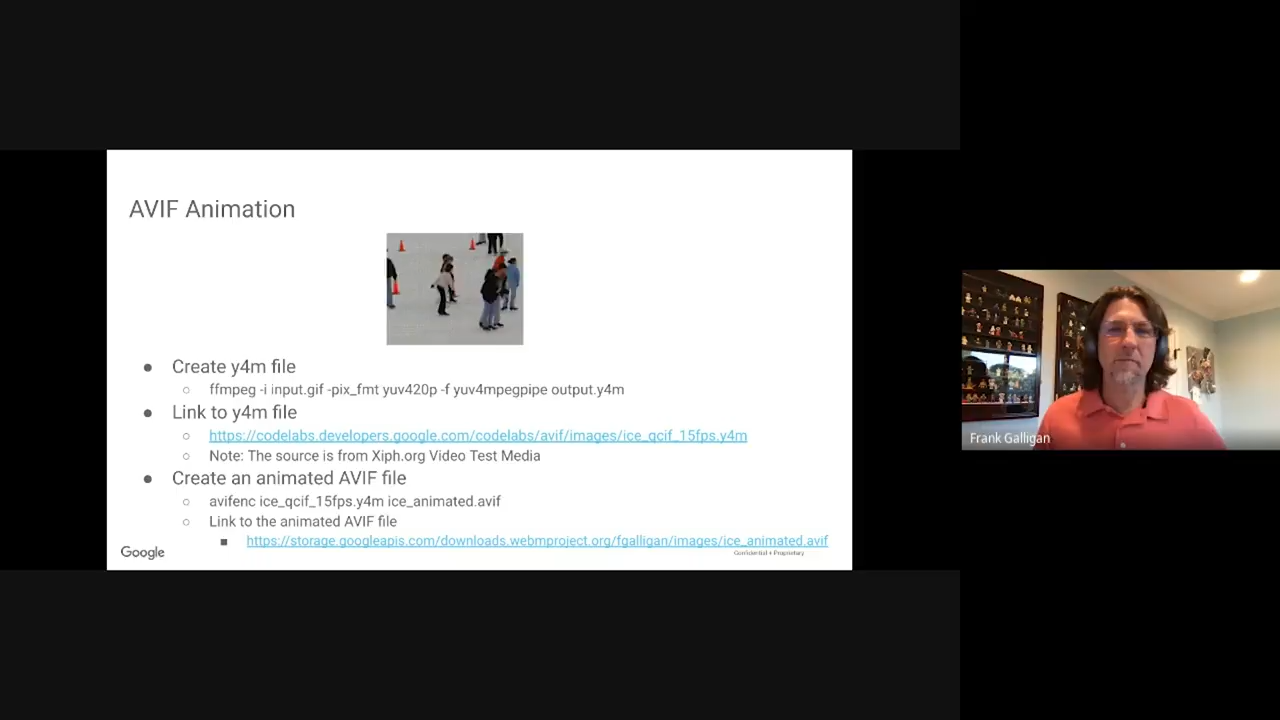 AVIF Animation
Create y4m file
ffmpeg -i input.gif -pix_fmt yuv420p -f yuv4mpegpipe output.y4m
Link to y4m file
https://codelabs.developers.google.com/codelabs/avif/images/ice_qcif_15fps.y4m
Note: The source is from Xiph.org Video Test Media
Create an animated AVIF file
avifenc ice_qcif_15fps.y4m ice_animated.avif
Link to the animated AVIF file
https://storage.googleapis.com/downloads.webmproject.org/fgalligan/images/ice_animated.avif
Google
Confidential + Proprietary
Frank Galligan